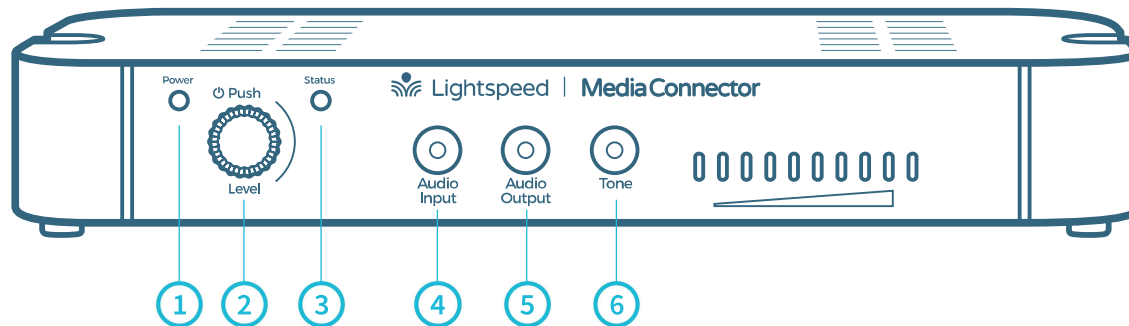 Power
Status
Push
Lightspeed | Media Connector
Level
Audio
Input
Audio
Output
Tone
1
2
3
4
5
6